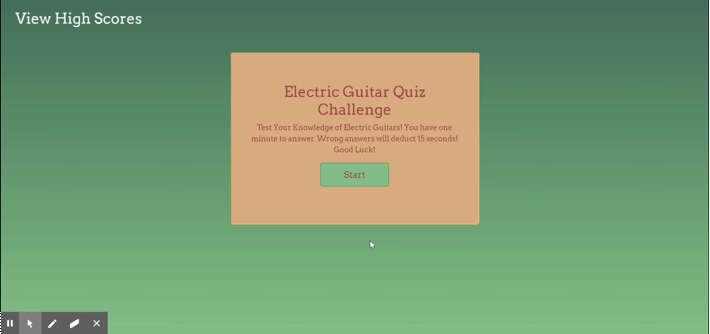 View High Scores
Electric Guitar Quiz
Challenge
Test Your Knowledge of Electric Guitars! You have one
minute to answer. Wrong answers will deduct 15 seconds!
Good Luck!
Start